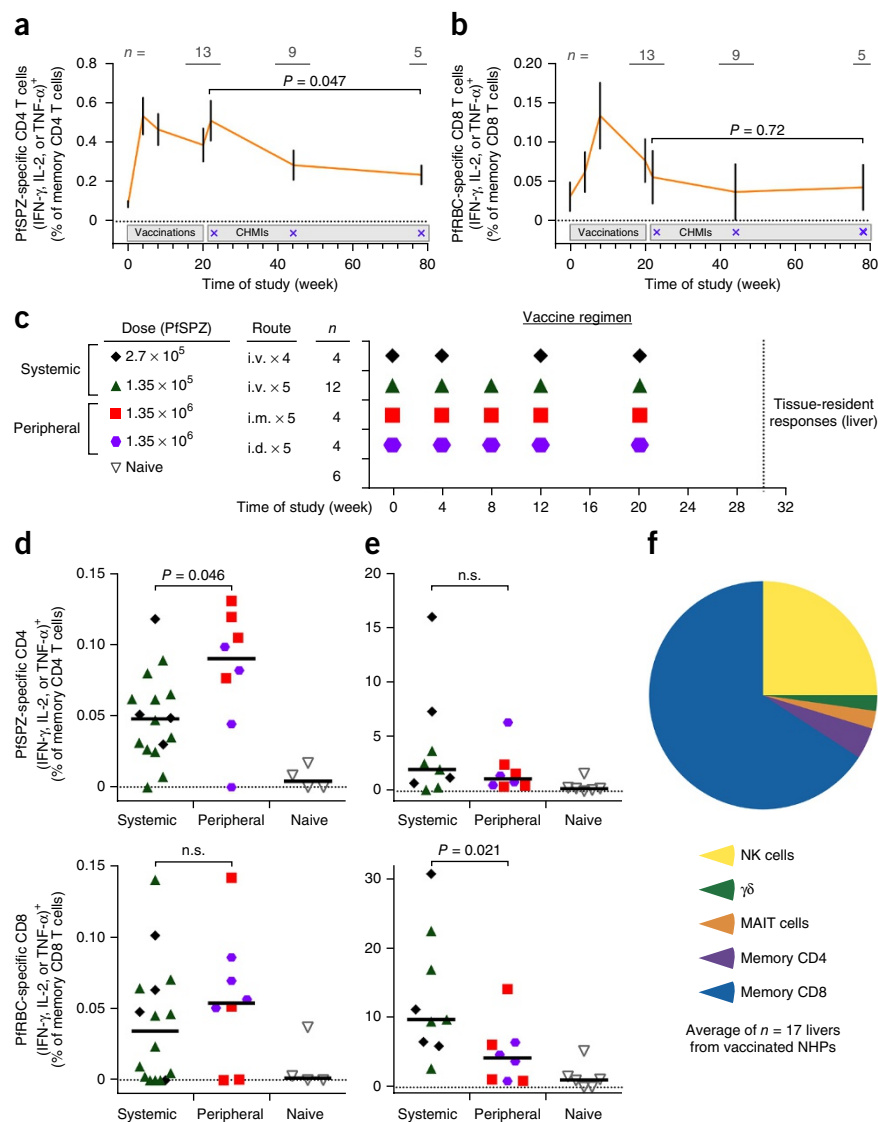 a
n =
13
9
5
P = 0.047
PfSPZ-specific CD4 T cells
(IFN-γ, IL-2, or TNF-α)+
(% of memory CD4 T cells)
0.8
0.6
0.4
0.2
0
Vaccinations
CHMIs
0 20 40 60 80
Time of study (week)
b
n =
13
9
5
P = 0.72
PfRBC-specific CD8 T cells
(IFN-γ, IL-2, or TNF-α)+
(% of memory CD8 T cells)
0.20
0.15
0.10
0.05
0
Vaccinations
CHMIs
0 20 40 60 80
Time of study (week)
c
Dose (PfSPZ) Route n
Vaccine regimen
Systemic
2.7 × 10⁵ i.v. × 4 4
1.35 × 10⁵ i.v. × 5 12
Peripheral
1.35 × 10⁶ i.m. × 5 4
1.35 × 10⁶ i.d. × 5 4
Naive 6
Tissue-resident
responses (liver)
Time of study (week) 0 4 8 12 16 20 24 28 32
d
P = 0.046
PfSPZ-specific CD4
(IFN-γ, IL-2, or TNF-α)+
(% of memory CD4 T cells)
0.15
0.10
0.05
0
Systemic Peripheral Naive
n.s.
PfRBC-specific CD8
(IFN-γ, IL-2, or TNF-α)+
(% of memory CD8 T cells)
0.15
0.10
0.05
0
Systemic Peripheral Naive
e
n.s.
20
15
10
5
0
Systemic Peripheral Naive
P = 0.021
30
20
10
0
Systemic Peripheral Naive
f
NK cells
γδ
MAIT cells
Memory CD4
Memory CD8
Average of n = 17 livers
from vaccinated NHPs